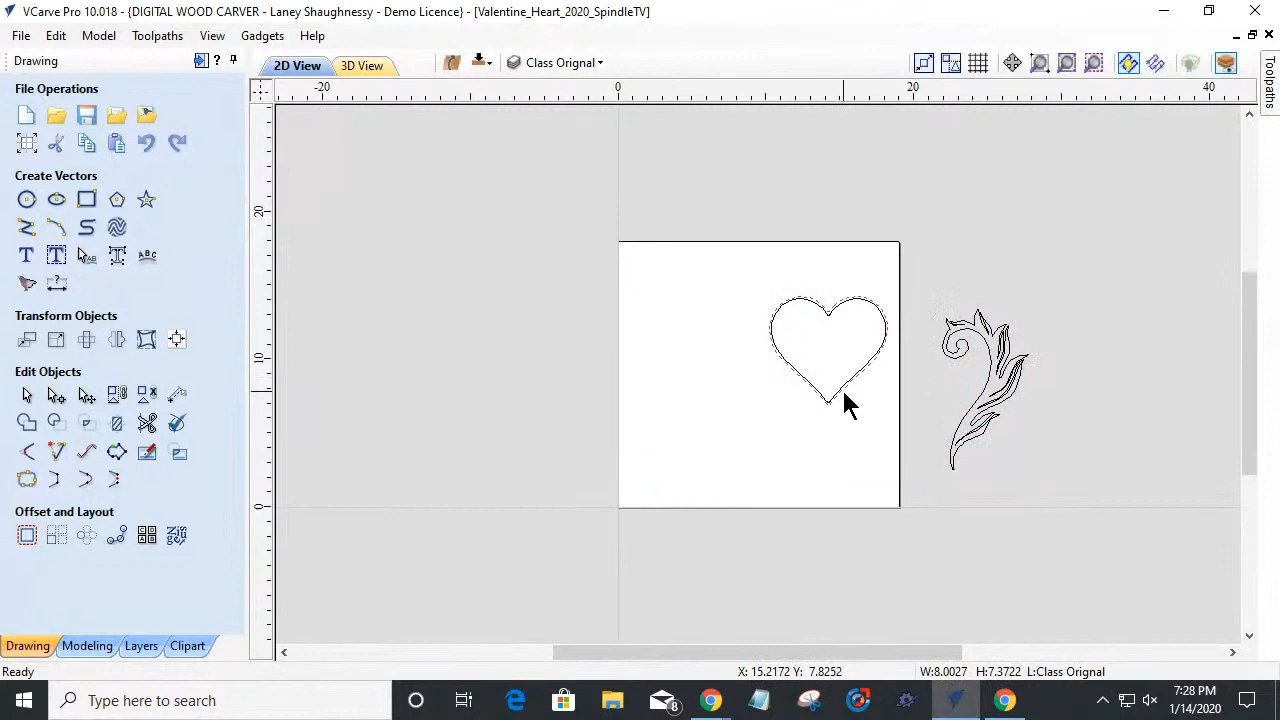 VCarve Pro 10.018 - {DIGITAL WOOD CARVER - Laney Shaughnessy - Demo Licence} - [Valentine_Heart_2020_SpindleTV]
File Edit Model Toolpaths View Gadgets Help
Drawing
2D View 3D View Class Orignal
File Operations
-20 0 20 40
Create Vectors
20
Transform Objects
10
Edit Objects
0
Offset and Layout
Toolpaths
Drawing Modeling Layers Clipart
Ready X: 15.2172 Y: 7.8252 W:8.0027 H:7.3722 L:Class Orignal
Type here to search
8
7:28 PM
1/14/2020